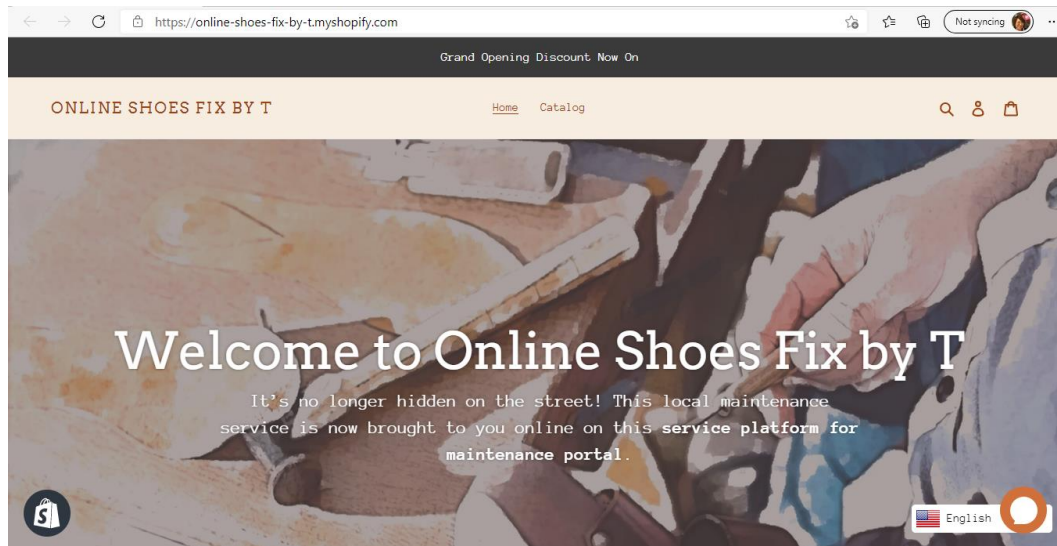 https://online-shoes-fix-by-t.myshopify.com
Not syncing
Grand Opening Discount Now On
ONLINE SHOES FIX BY T
Home Catalog
Welcome to Online Shoes Fix by T
It's no longer hidden on the street! This local maintenance
service is now brought to you online on this service platform for
maintenance portal.
S
English